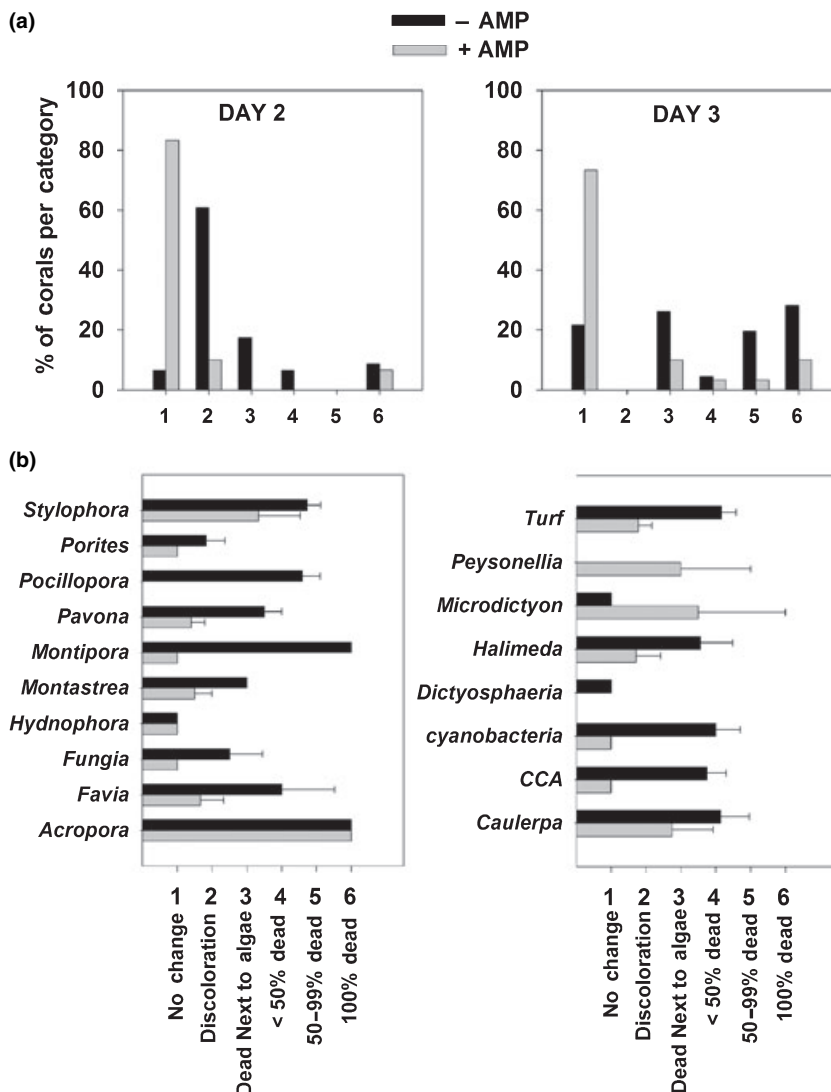 (a)
– AMP
+ AMP
% of corals per category
DAY 2
100
80
60
40
20
0
1 2 3 4 5 6
DAY 3
100
80
60
40
20
0
1 2 3 4 5 6
(b)
Stylophora
Porites
Pocillopora
Pavona
Montipora
Montastrea
Hydnophora
Fungia
Favia
Acropora
No change 1
Discoloration 2
Dead Next to algae 3
< 50% dead 4
50–99% dead 5
100% dead 6
Turf
Peysonellia
Microdictyon
Halimeda
Dictyosphaeria
cyanobacteria
CCA
Caulerpa
No change 1
Discoloration 2
Dead Next to algae 3
< 50% dead 4
50–99% dead 5
100% dead 6